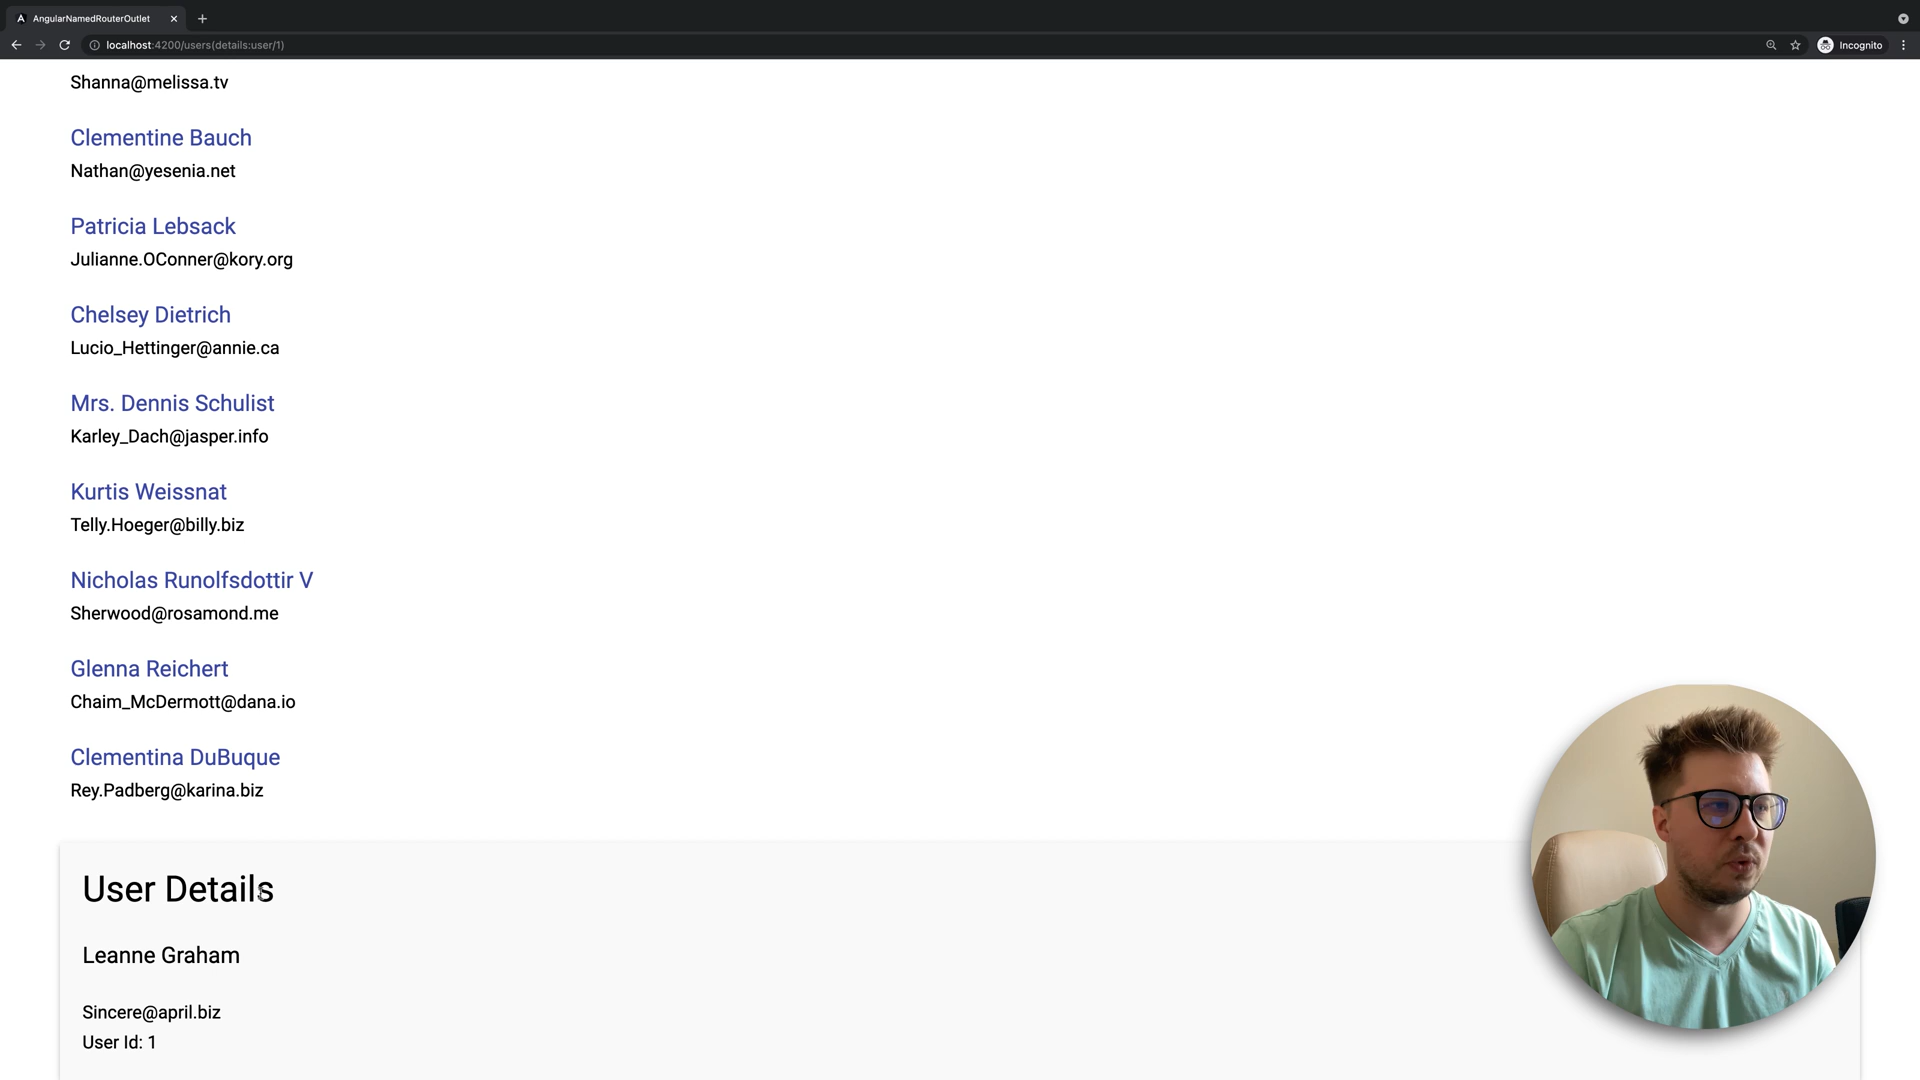 AngularNamedRouterOutlet
localhost:4200/users(details:user/1)
Incognito
Shanna@melissa.tv
Clementine Bauch
Nathan@yesenia.net
Patricia Lebsack
Julianne.OConner@kory.org
Chelsey Dietrich
Lucio_Hettinger@annie.ca
Mrs. Dennis Schulist
Karley_Dach@jasper.info
Kurtis Weissnat
Telly.Hoeger@billy.biz
Nicholas Runolfsdottir V
Sherwood@rosamond.me
Glenna Reichert
Chaim_McDermott@dana.io
Clementina DuBuque
Rey.Padberg@karina.biz
User Details
Leanne Graham
Sincere@april.biz
User Id: 1